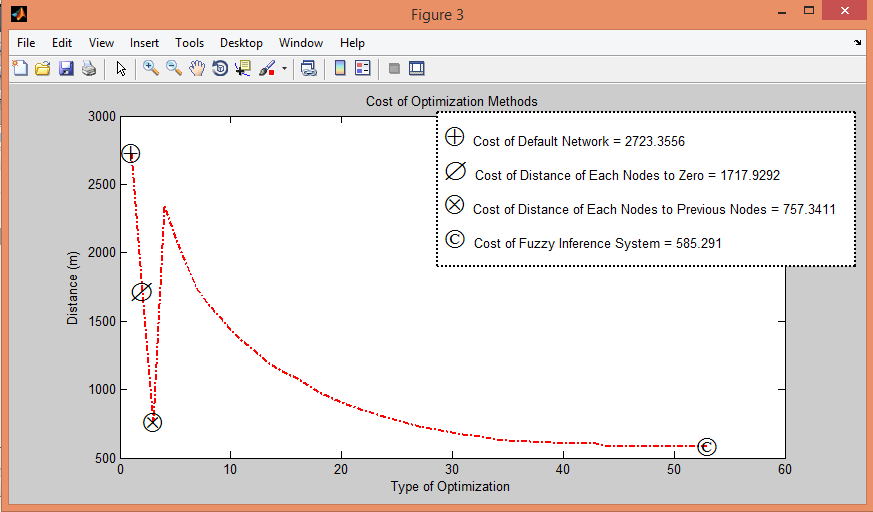 Figure 3
File Edit View Insert Tools Desktop Window Help
Cost of Optimization Methods
Cost of Default Network = 2723.3556
Cost of Distance of Each Nodes to Zero = 1717.9292
Cost of Distance of Each Nodes to Previous Nodes = 757.3411
© Cost of Fuzzy Inference System = 585.291
Distance (m)
3000
2500
2000
1500
1000
500
©
0 10 20 30 40 50 60
Type of Optimization